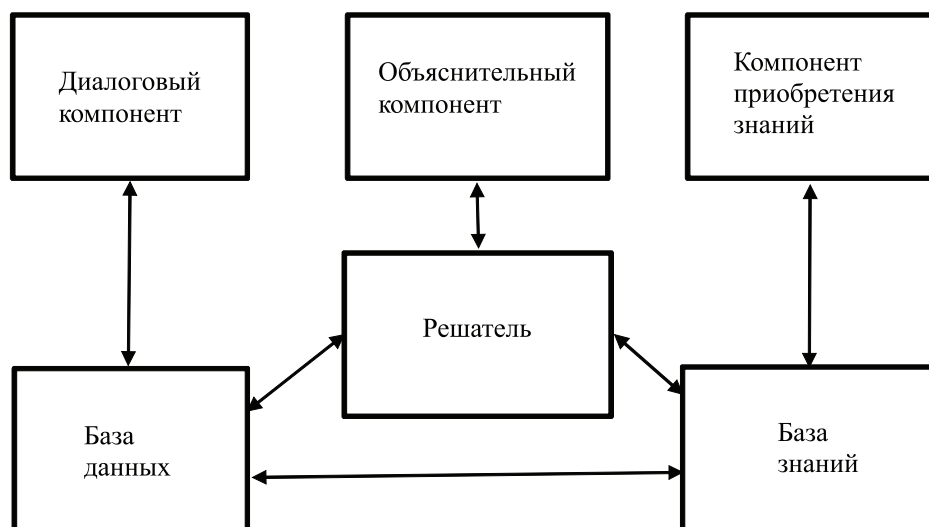 Диалоговый
компонент
Объяснительный
компонент
Компонент
приобретения
знаний
Решатель
База
данных
База
знаний